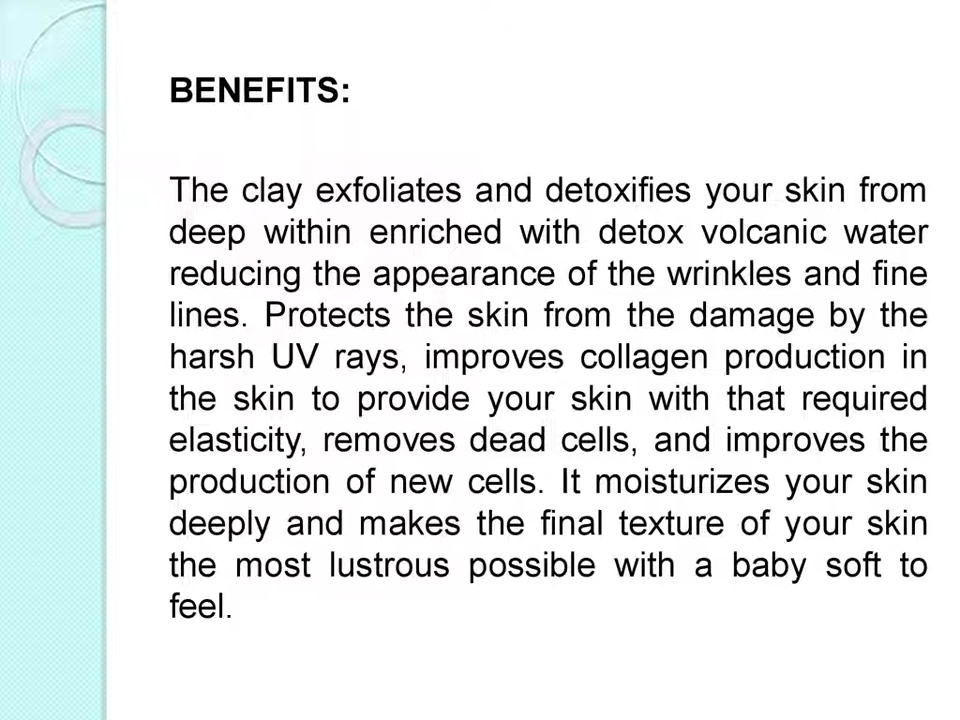 BENEFITS:
The clay exfoliates and detoxifies your skin from
deep within enriched with detox volcanic water
reducing the appearance of the wrinkles and fine
lines. Protects the skin from the damage by the
harsh UV rays, improves collagen production in
the skin to provide your skin with that required
elasticity, removes dead cells, and improves the
production of new cells. It moisturizes your skin
deeply and makes the final texture of your skin
the most lustrous possible with a baby soft to
feel.